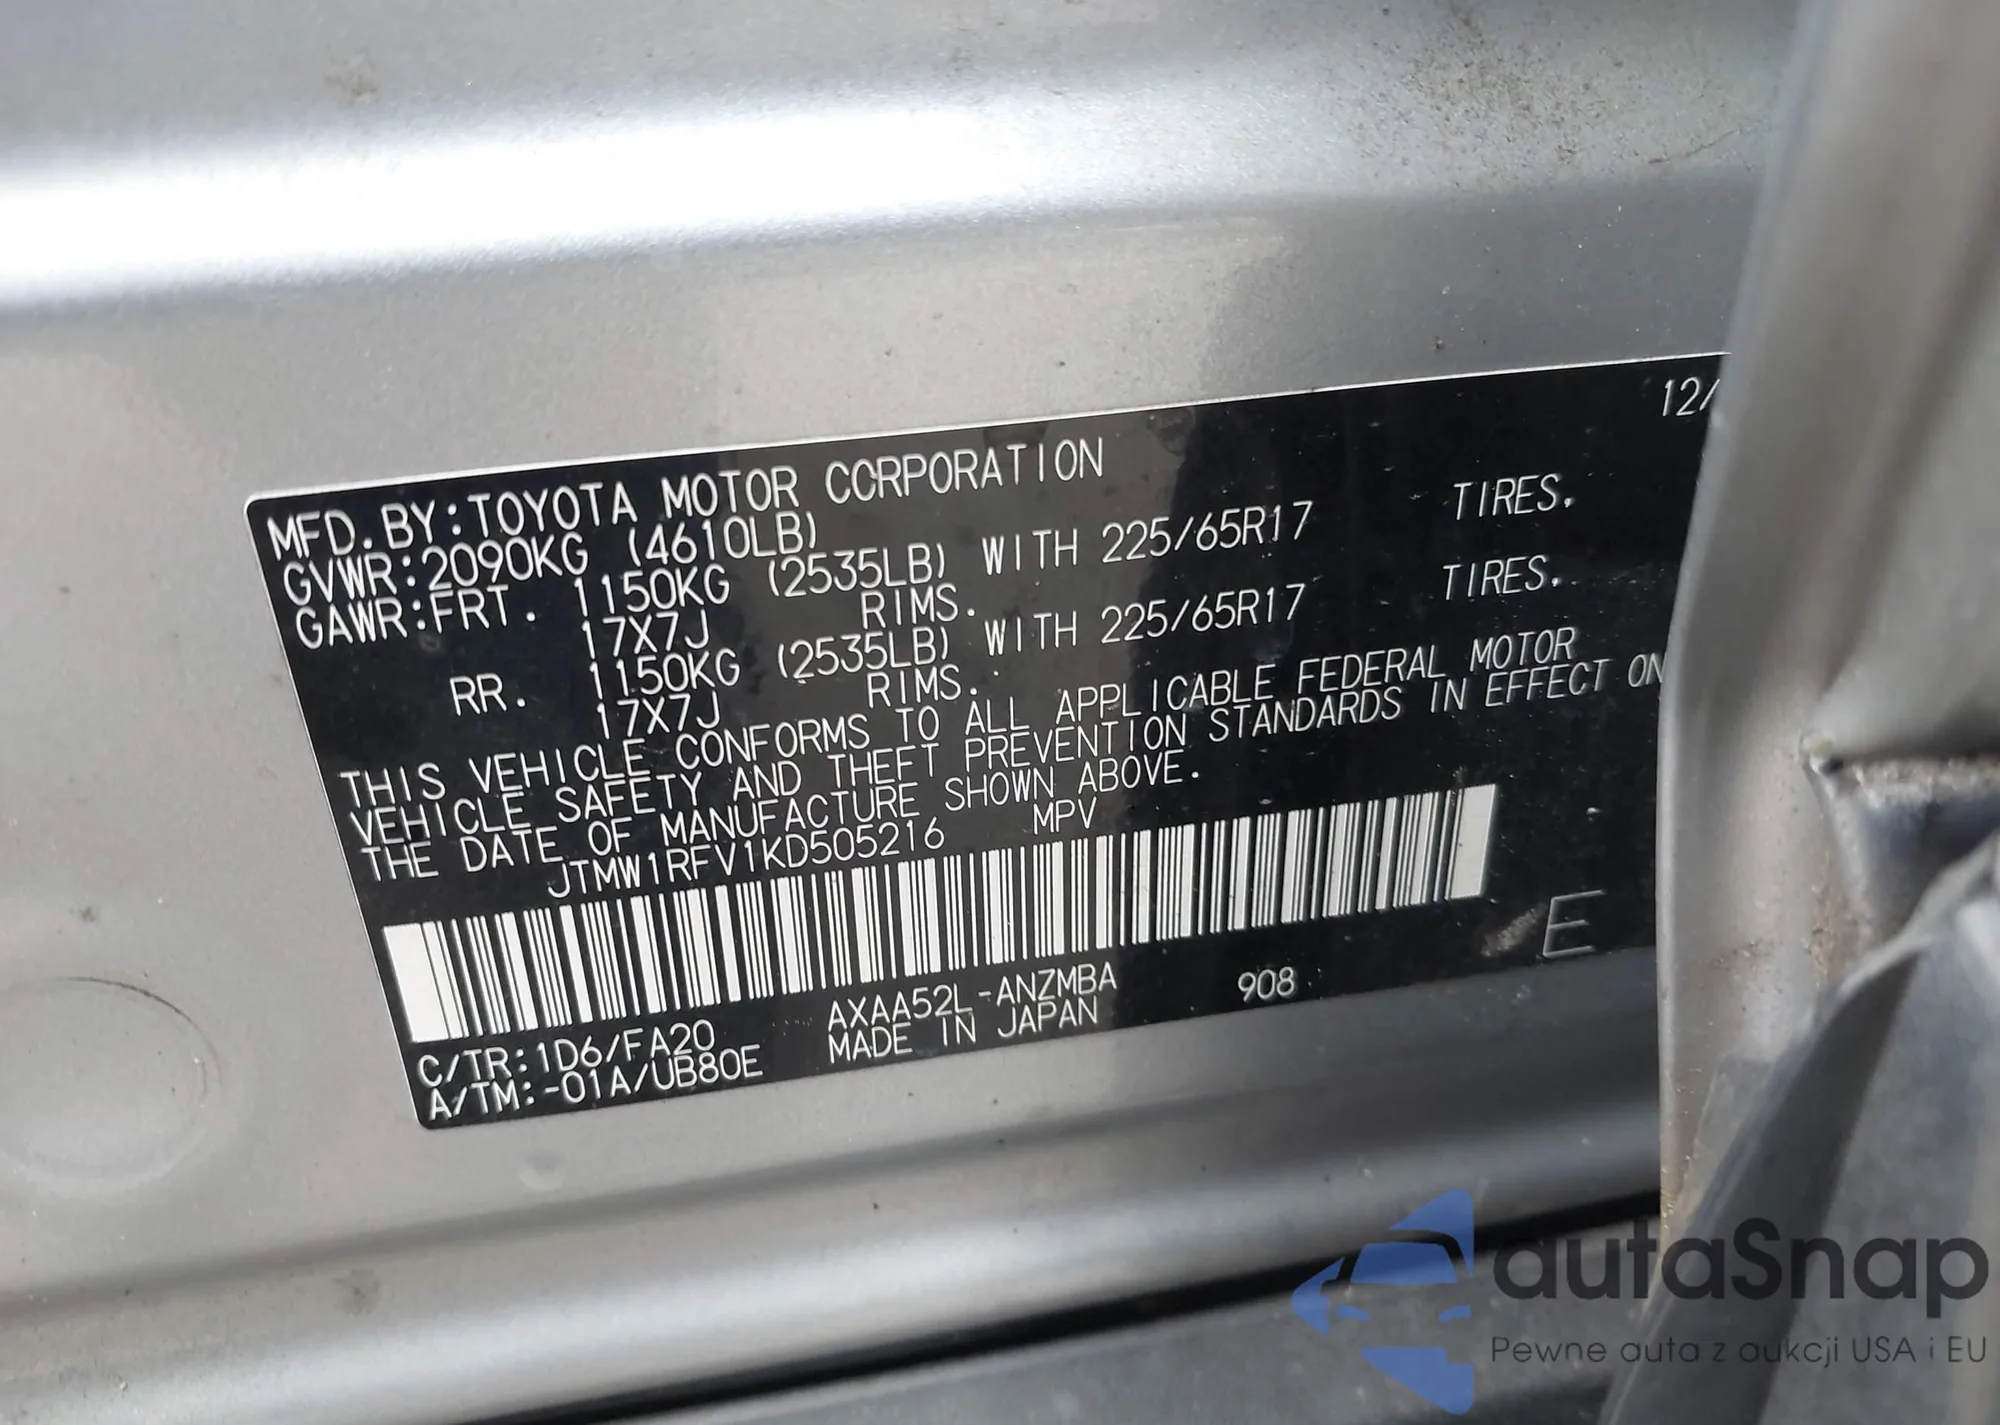 12/
MFD.BY:TOYOTA MOTOR CORPORATION
GVWR:2090KG (4610LB)
GAWR:FRT. 1150KG (2535LB) WITH 225/65R17 TIRES.
17X7J RIMS.
RR. 1150KG (2535LB) WITH 225/65R17 TIRES.
17X7J RIMS.
THIS VEHICLE CONFORMS TO ALL APPLICABLE FEDERAL MOTOR
VEHICLE SAFETY AND THEFT PREVENTION STANDARDS IN EFFECT ON
THE DATE OF MANUFACTURE SHOWN ABOVE.
JTMW1RFV1KD505216 MPV
E
C/TR:1D6/FA20 AXAA52L-ANZMBA 908
A/TM:-01A/UB80E MADE IN JAPAN
autaSnap
Pewne auta z aukcji USA i EU